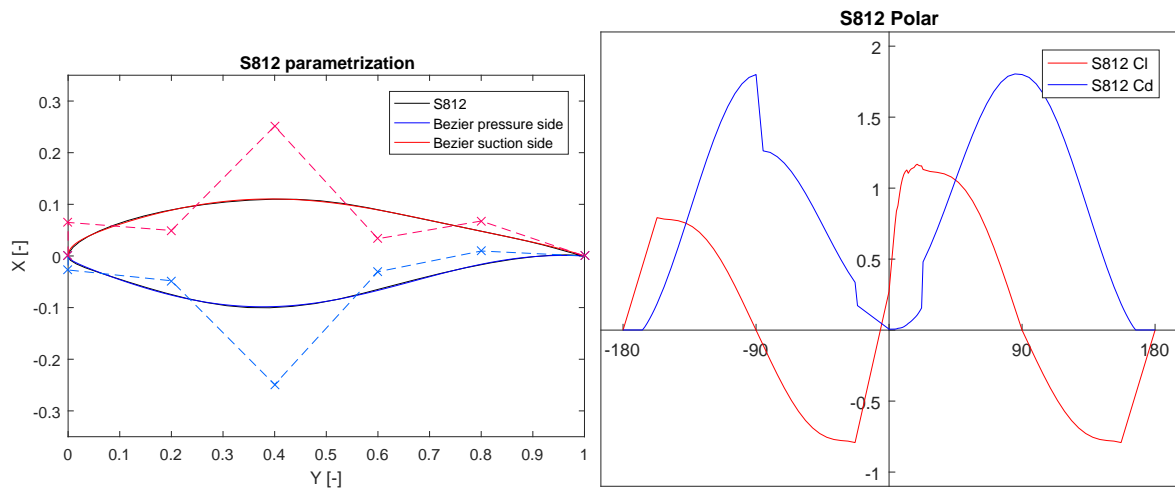 S812 parametrization
0.3
0.2
0.1
0
-0.1
-0.2
-0.3
X [-]
S812
Bezier pressure side
Bezier suction side
0 0.1 0.2 0.3 0.4 0.5 0.6 0.7 0.8 0.9 1
Y [-]
S812 Polar
2
1.5
1
0.5
-0.5
-1
S812 Cl
S812 Cd
-180 -90 0 90 180